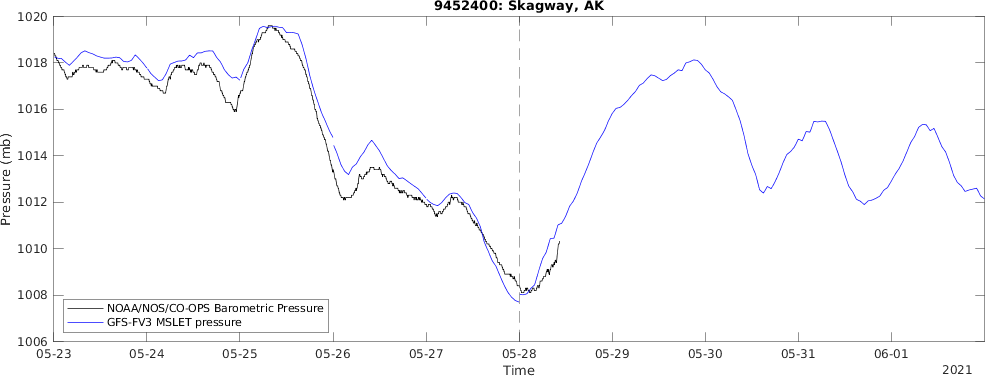 9452400: Skagway, AK
1020
1018
1016
1014
1012
1010
1008
1006
Pressure (mb)
NOAA/NOS/CO-OPS Barometric Pressure
GFS-FV3 MSLET pressure
05-23 05-24 05-25 05-26 05-27 05-28 05-29 05-30 05-31 06-01
Time
2021